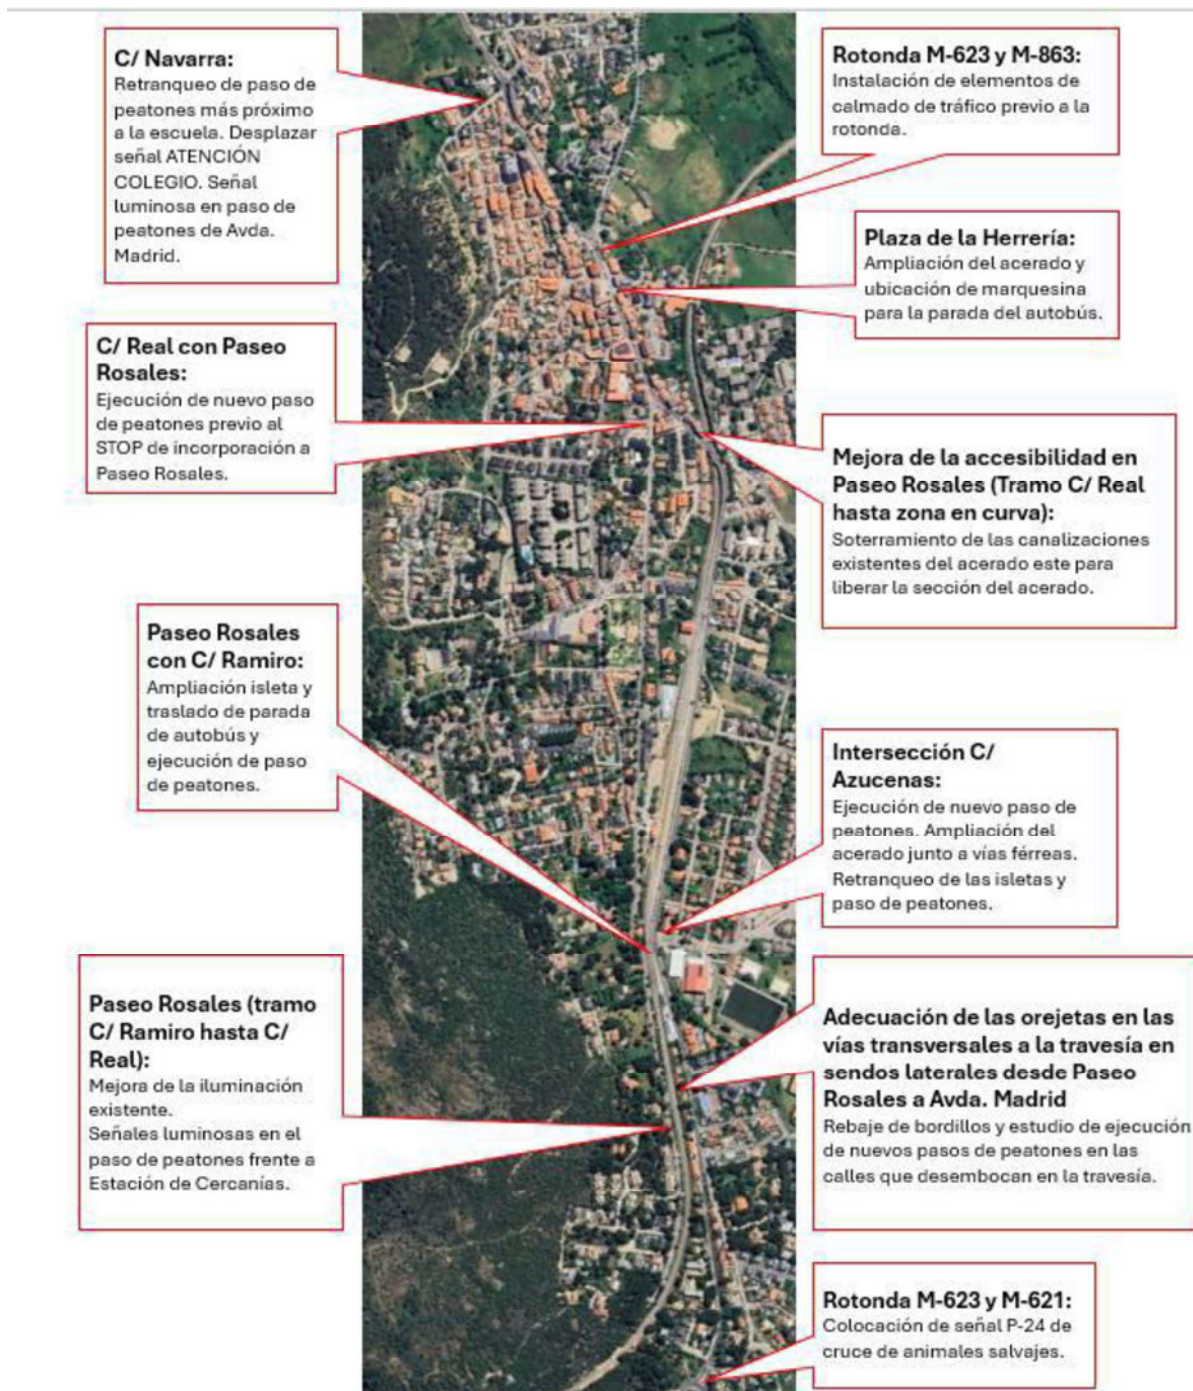 C/ Navarra:
Retranqueo de paso de
peatones más próximo
a la escuela. Desplazar
señal ATENCIÓN
COLEGIO. Señal
luminosa en paso de
peatones de Avda.
Madrid.
Rotonda M-623 y M-863:
Instalación de elementos de
calmado de tráfico previo a la
rotonda.
Plaza de la Herrería:
Ampliación del acerado y
ubicación de marquesina
para la parada del autobús.
C/ Real con Paseo
Rosales:
Ejecución de nuevo paso
de peatones previo al
STOP de incorporación a
Paseo Rosales.
Mejora de la accesibilidad en
Paseo Rosales (Tramo C/ Real
hasta zona en curva):
Soterramiento de las canalizaciones
existentes del acerado este para
liberar la sección del acerado.
Paseo Rosales
con C/ Ramiro:
Ampliación isleta y
traslado de parada
de autobús y
ejecución de paso
de peatones.
Intersección C/
Azucenas:
Ejecución de nuevo paso de
peatones. Ampliación del
acerado junto a vías férreas.
Retranqueo de las isletas y
paso de peatones.
Paseo Rosales (tramo
C/ Ramiro hasta C/
Real):
Mejora de la iluminación
existente.
Señales luminosas en el
paso de peatones frente a
Estación de Cercanías.
Adecuación de las orejetas en las
vías transversales a la travesía en
sendos laterales desde Paseo
Rosales a Avda. Madrid
Rebaje de bordillos y estudio de ejecución
de nuevos pasos de peatones en las
calles que desembocan en la travesía.
Rotonda M-623 y M-621:
Colocación de señal P-24 de
cruce de animales salvajes.